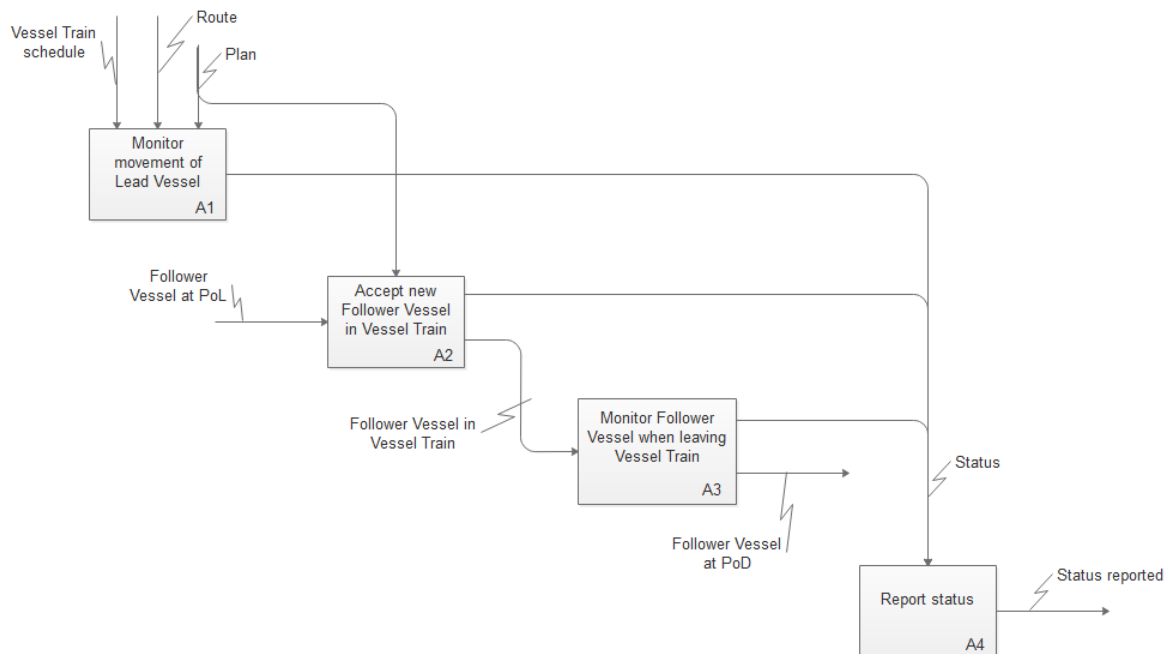 Vessel Train
schedule
Route
Plan
Monitor
movement of
Lead Vessel
A1
Follower
Vessel at PoL
Accept new
Follower Vessel
in Vessel Train
A2
Follower Vessel in
Vessel Train
Monitor Follower
Vessel when leaving
Vessel Train
A3
Status
Follower Vessel
at PoD
Report status
A4
Status reported